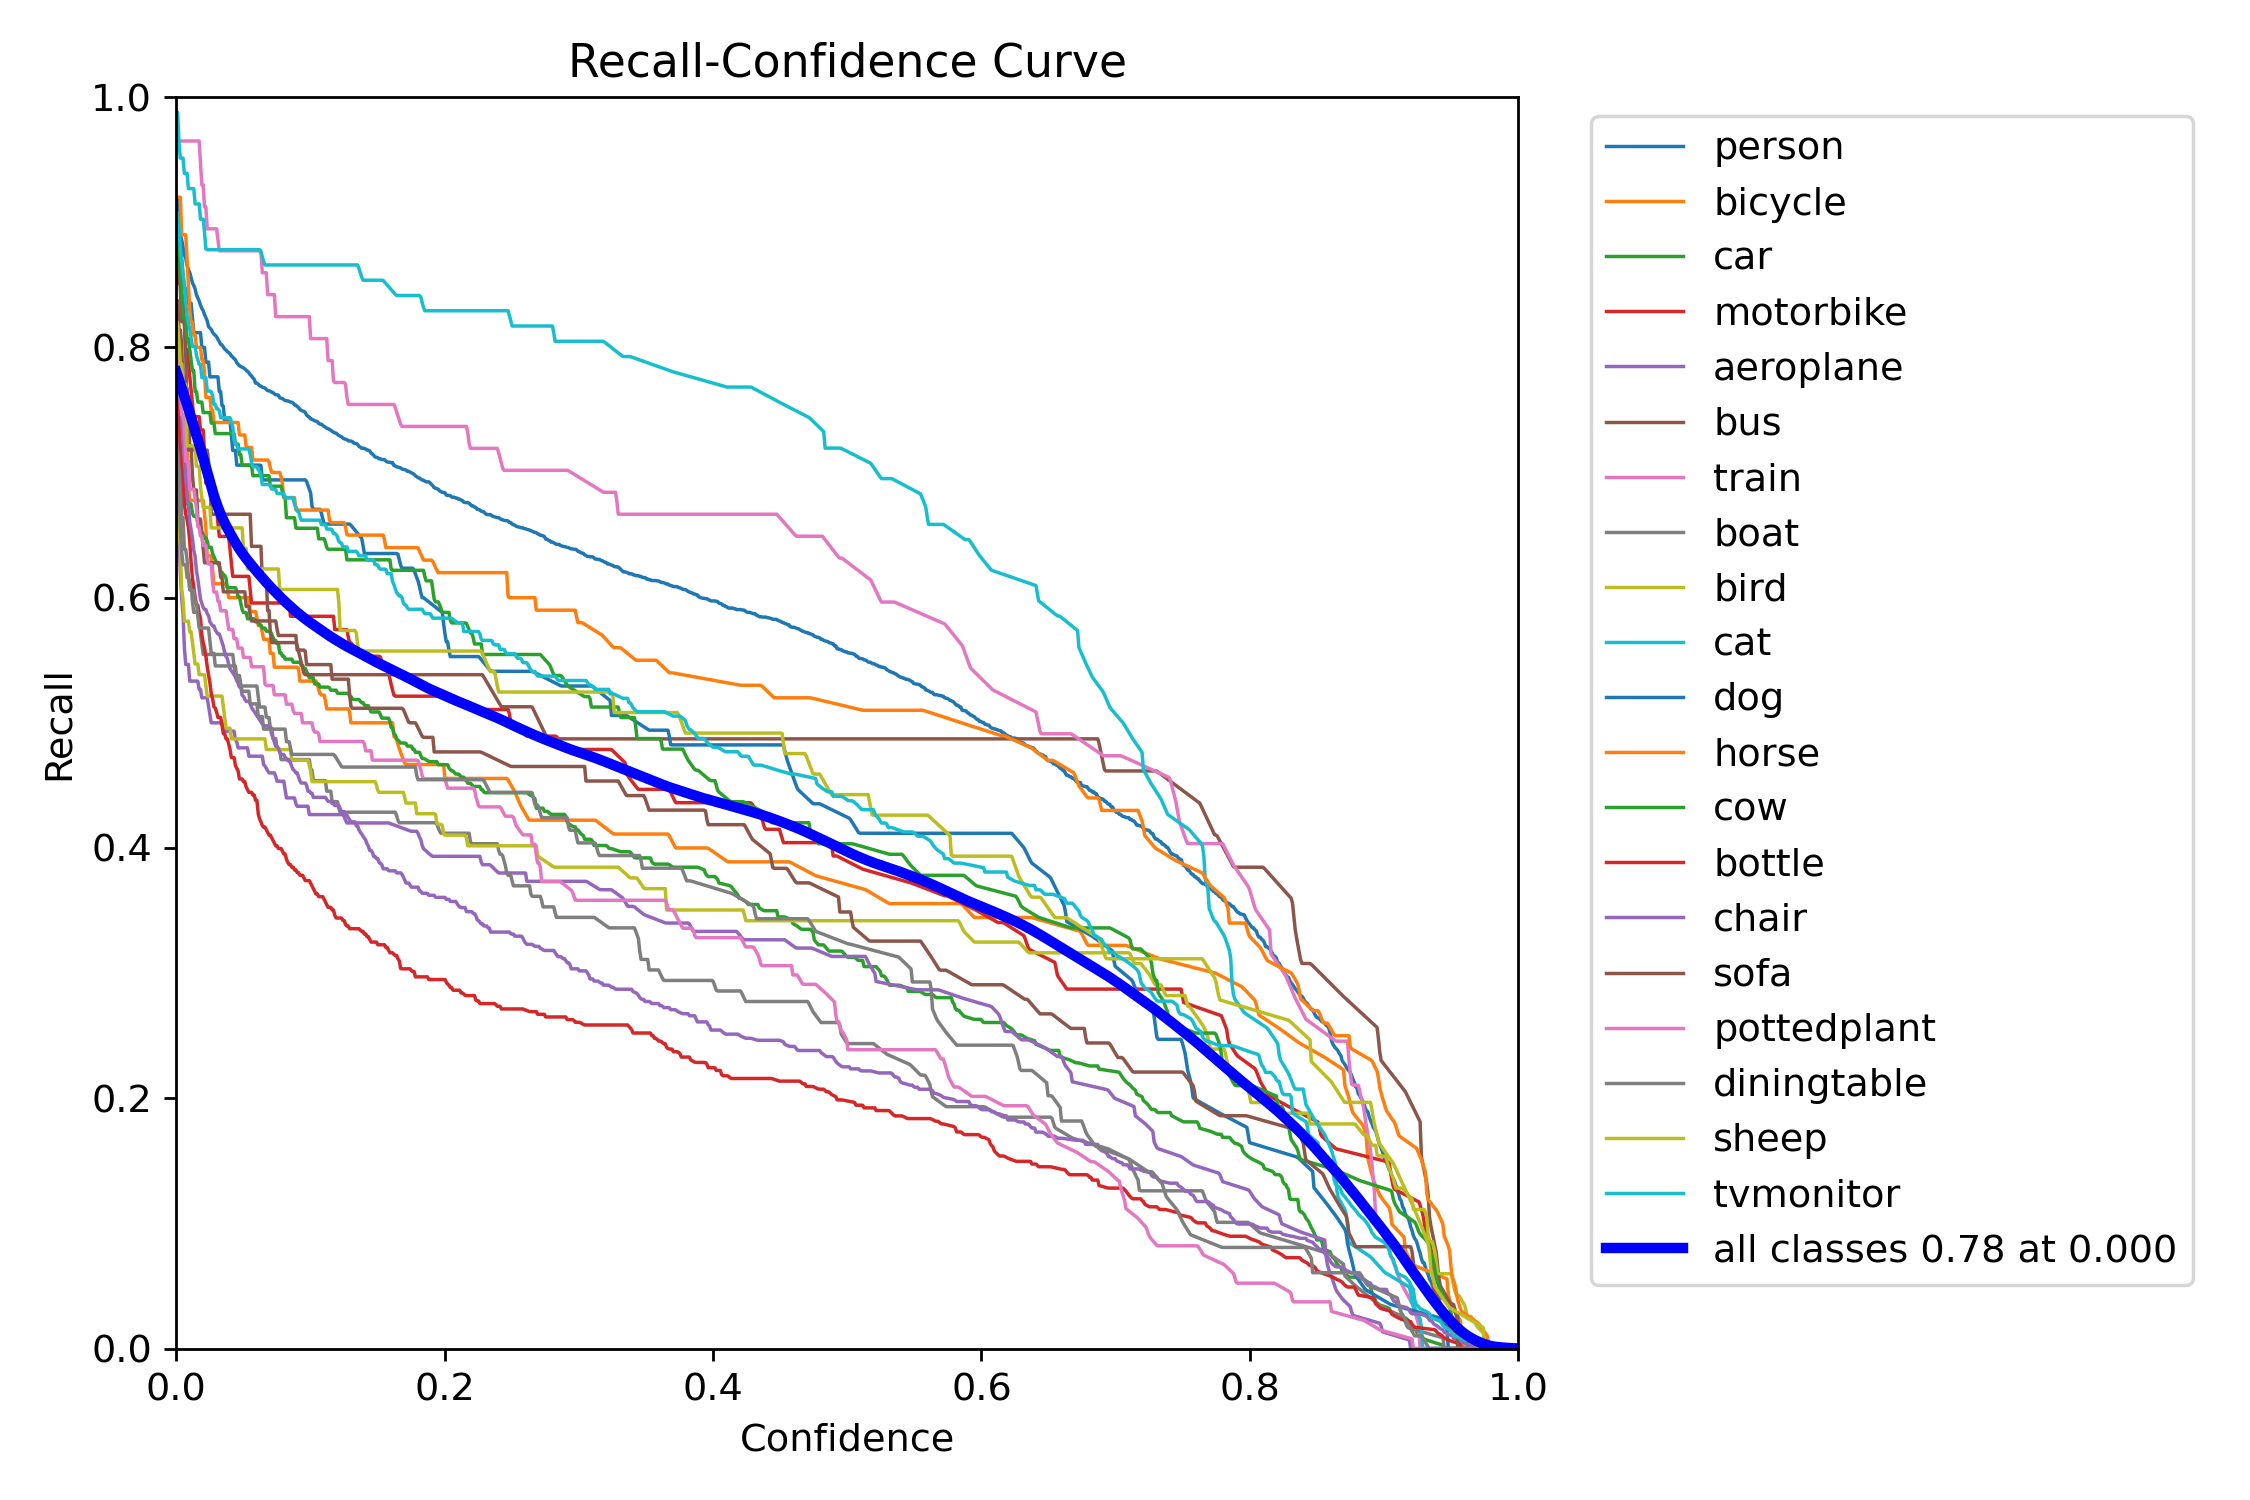 Recall-Confidence Curve
1.0
0.8
0.6
0.4
0.2
0.0
Recall
0.0 0.2 0.4 0.6 0.8 1.0
Confidence
person
bicycle
car
motorbike
aeroplane
bus
train
boat
bird
cat
dog
horse
cow
bottle
chair
sofa
pottedplant
diningtable
sheep
tvmonitor
all classes 0.78 at 0.000